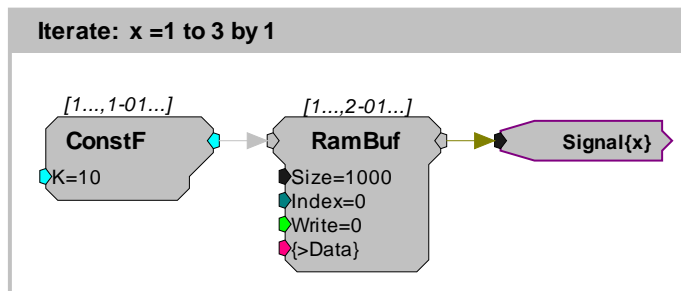 Iterate: x =1 to 3 by 1
[1...,1-01...]
[1...,2-01...]
ConstF
RamBuf
Signal{x}
K=10
Size=1000
Index=0
Write=0
{>Data}